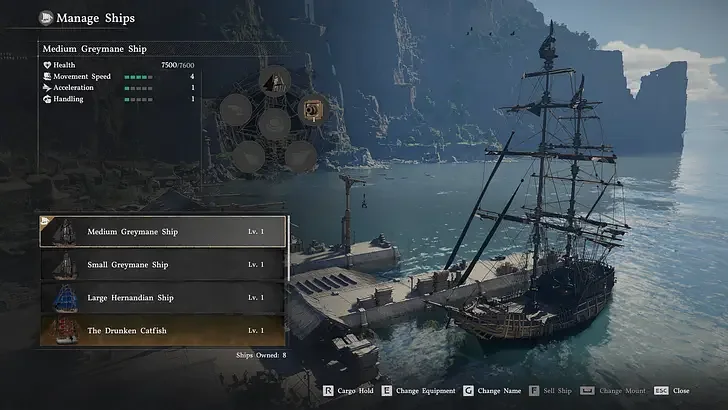 Manage Ships
Medium Greymane Ship
Health 7500/7600
Movement Speed 4
Acceleration 1
Handling 1
Medium Greymane Ship Lv. 1
Small Greymane Ship Lv. 1
Large Hernandian Ship Lv. 1
The Drunken Catfish Lv. 1
Ships Owned: 8
R Cargo Hold E Change Equipment G Change Name F Sell Ship Change Mount ESC Close